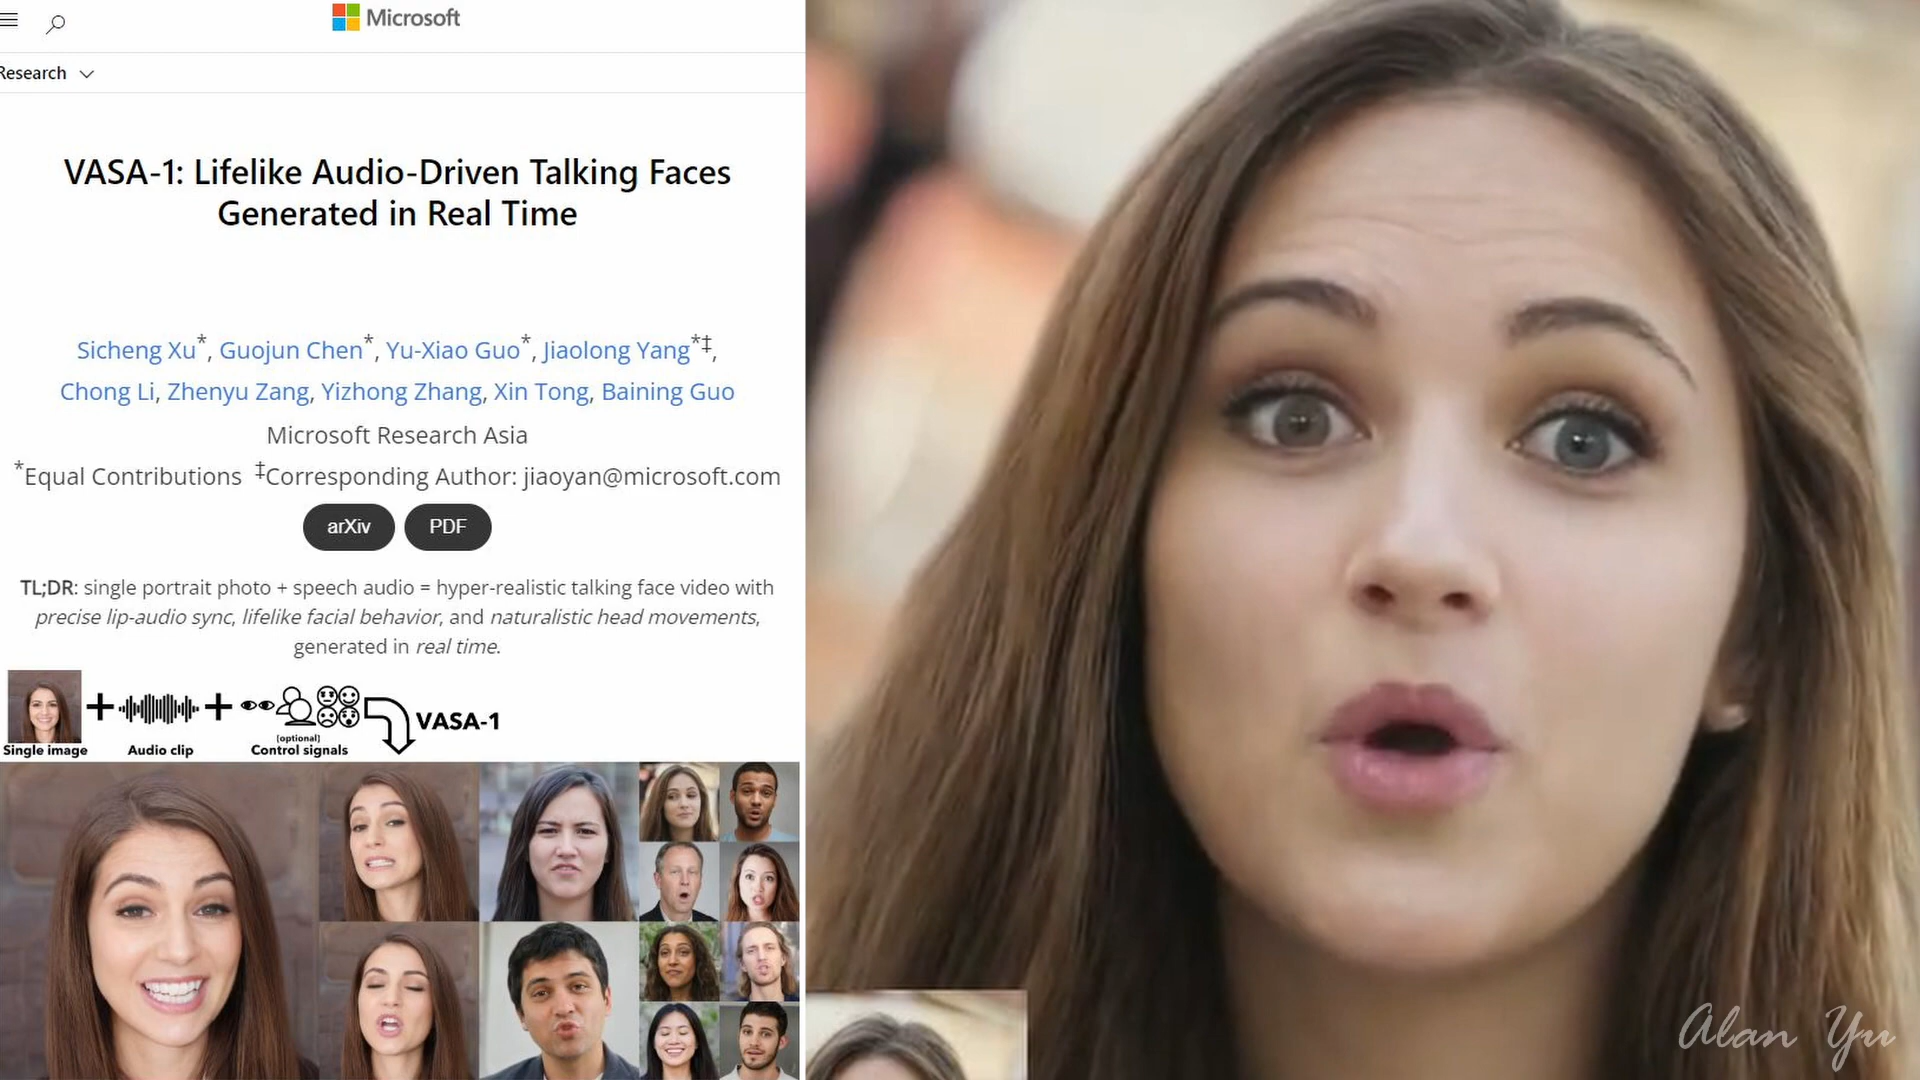 Microsoft
Research
VASA-1: Lifelike Audio-Driven Talking Faces
Generated in Real Time
Sicheng Xu*, Guojun Chen*, Yu-Xiao Guo*, Jiaolong Yang*‡,
Chong Li, Zhenyu Zang, Yizhong Zhang, Xin Tong, Baining Guo
Microsoft Research Asia
*Equal Contributions ‡Corresponding Author: jiaoyan@microsoft.com
arXiv PDF
TL;DR: single portrait photo + speech audio = hyper-realistic talking face video with
precise lip-audio sync, lifelike facial behavior, and naturalistic head movements,
generated in real time.
+ + VASA-1
(optional)
Single image Audio clip Control signals
Alan Yu